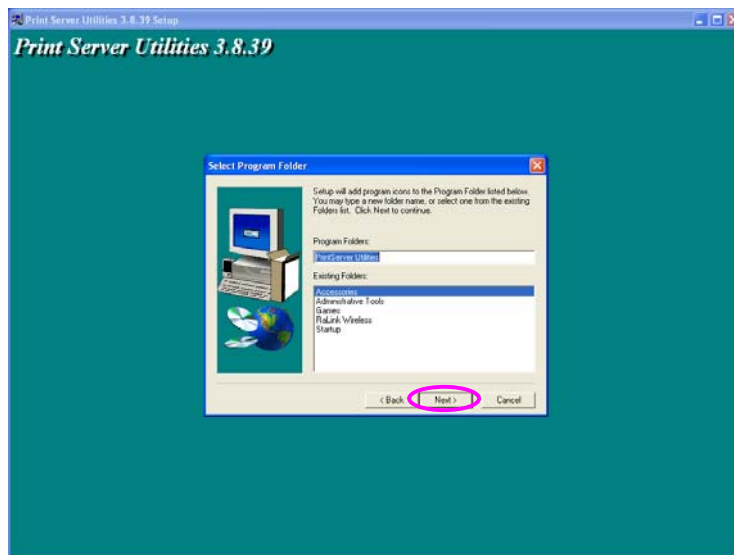 Print Server Utilities 3.8.39 Setup
Print Server Utilities 3.8.39
Select Program Folder
Setup will add program icons to the Program Folder listed below.
You may type a new folder name, or select one from the existing
Folders list. Click Next to continue.
Program Folders:
PrintServer Utilities
Existing Folders:
Accessories
Administrative Tools
Games
RaLink Wireless
Startup
< Back
Next >
Cancel